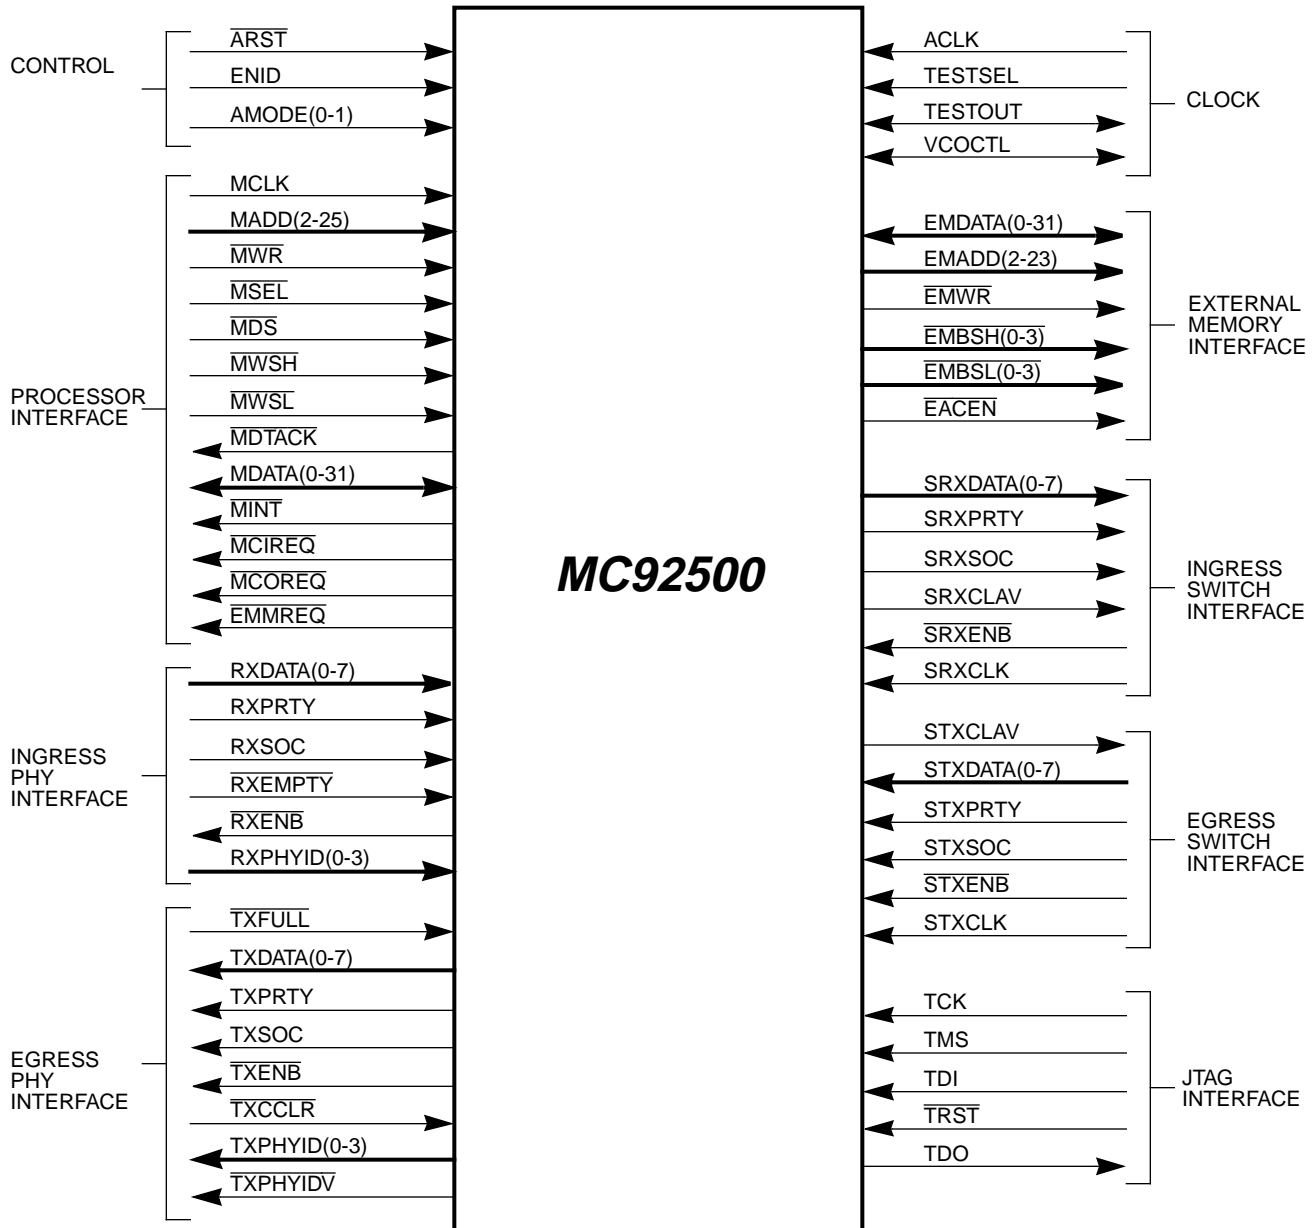 CONTROL
ARST
ENID
AMODE(0-1)
PROCESSOR
INTERFACE
MCLK
MADD(2-25)
MWR
MSEL
MDS
MWSH
MWSL
MDTACK
MDATA(0-31)
MINT
MCIREQ
MCOREQ
EMMREQ
INGRESS
PHY
INTERFACE
RXDATA(0-7)
RXPRTY
RXSOC
RXEMPTY
RXENB
RXPHYID(0-3)
EGRESS
PHY
INTERFACE
TXFULL
TXDATA(0-7)
TXPRTY
TXSOC
TXENB
TXCCLR
TXPHYID(0-3)
TXPHYIDV
MC92500
ACLK
TESTSEL
TESTOUT
VCOCTL
CLOCK
EMDATA(0-31)
EMADD(2-23)
EMWR
EMBSH(0-3)
EMBSL(0-3)
EACEN
EXTERNAL
MEMORY
INTERFACE
SRXDATA(0-7)
SRXPRTY
SRXSOC
SRXCLAV
SRXENB
SRXCLK
INGRESS
SWITCH
INTERFACE
STXCLAV
STXDATA(0-7)
STXPRTY
STXSOC
STXENB
STXCLK
EGRESS
SWITCH
INTERFACE
TCK
TMS
TDI
TRST
TDO
JTAG
INTERFACE